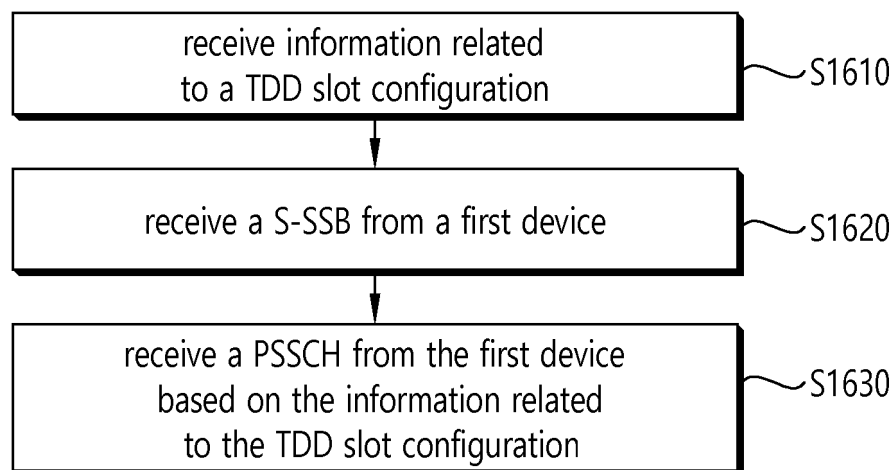 receive information related
to a TDD slot configuration
S1610
receive a S-SSB from a first device
S1620
receive a PSSCH from the first device
based on the information related
to the TDD slot configuration
S1630